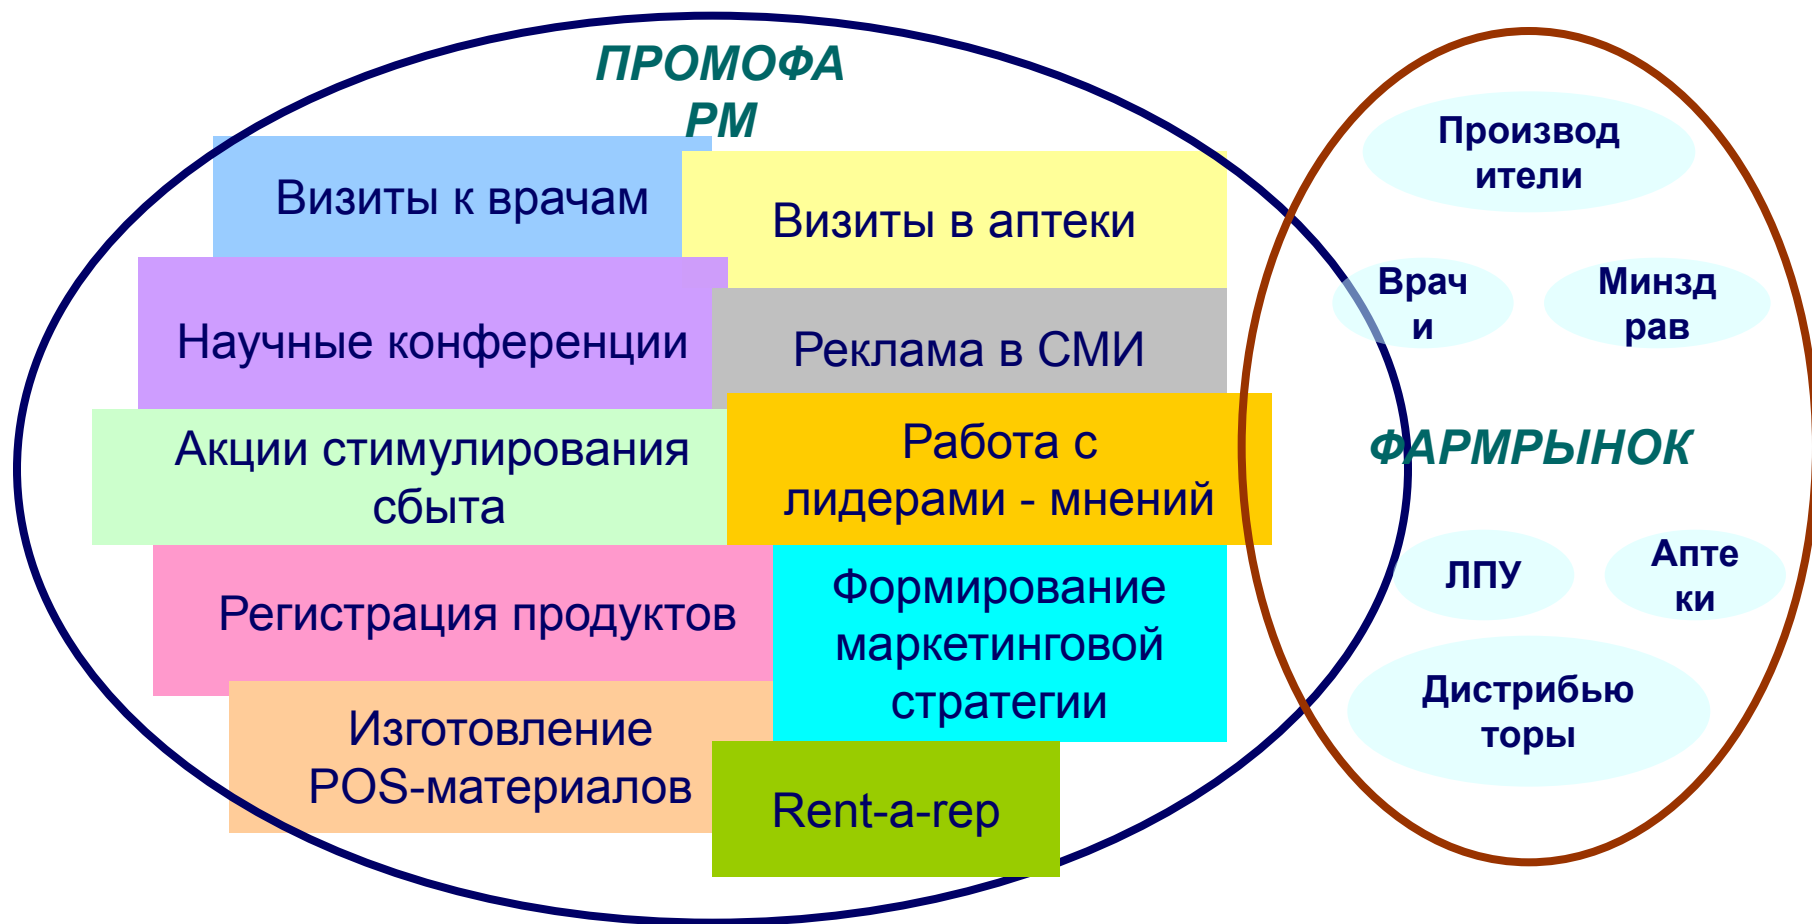 ПРОМОФА
РМ
Визиты к врачам
Визиты в аптеки
Научные конференции
Реклама в СМИ
Акции стимулирования
сбыта
Работа с
лидерами - мнений
Регистрация продуктов
Формирование
маркетинговой
стратегии
Изготовление
POS-материалов
Rent-a-rep
Производ
ители
Врач
и
Минзд
рав
ФАРМРЫНОК
ЛПУ
Апте
ки
Дистрибью
торы